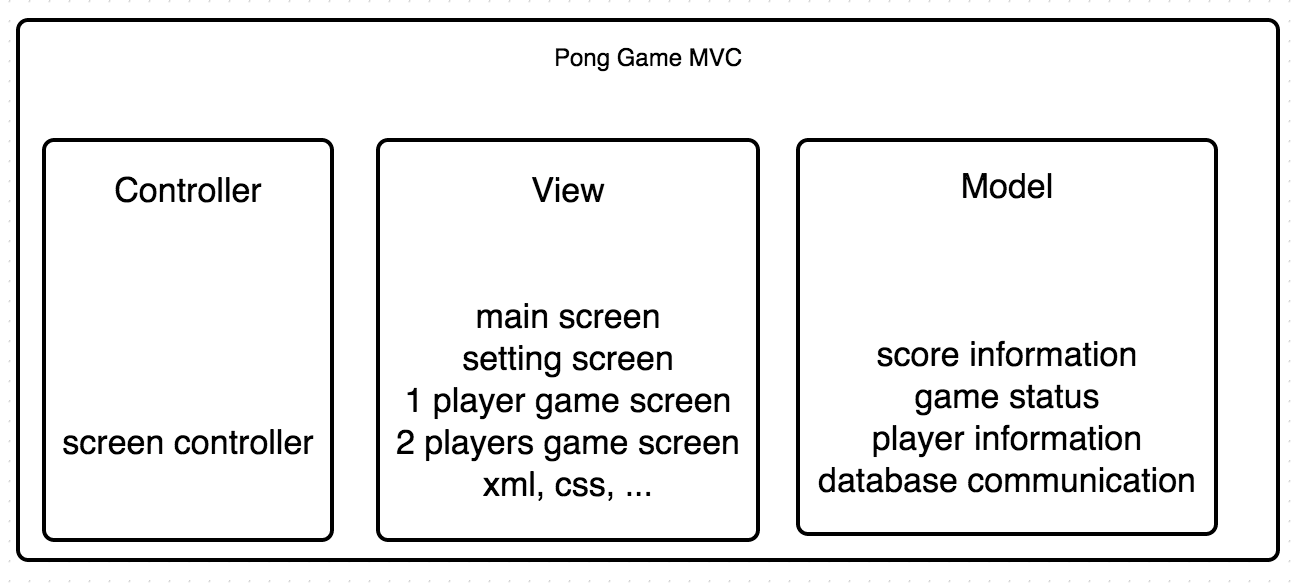 Pong Game MVC
Controller
screen controller
View
main screen
setting screen
1 player game screen
2 players game screen
xml, css, ...
Model
score information
game status
player information
database communication